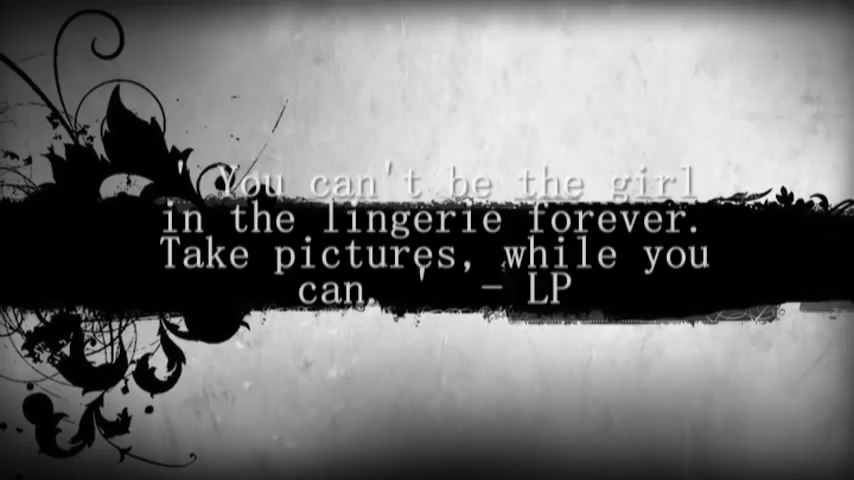 ' You can't be the girl
in the lingerie forever.
Take pictures, while you
can. ' - LP